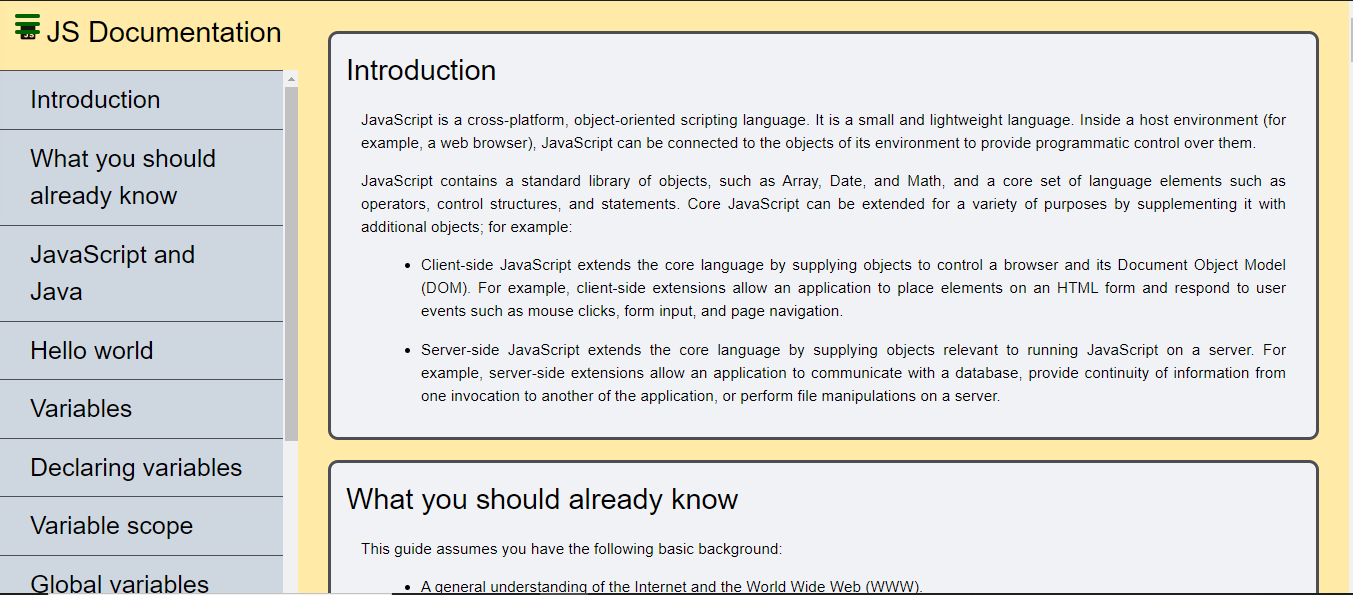 JS Documentation
Introduction
What you should
already know
JavaScript and
Java
Hello world
Variables
Declaring variables
Variable scope
Global variables
Introduction
JavaScript is a cross-platform, object-oriented scripting language. It is a small and lightweight language. Inside a host environment (for
example, a web browser), JavaScript can be connected to the objects of its environment to provide programmatic control over them.
JavaScript contains a standard library of objects, such as Array, Date, and Math, and a core set of language elements such as
operators, control structures, and statements. Core JavaScript can be extended for a variety of purposes by supplementing it with
additional objects; for example:
• Client-side JavaScript extends the core language by supplying objects to control a browser and its Document Object Model
(DOM). For example, client-side extensions allow an application to place elements on an HTML form and respond to user
events such as mouse clicks, form input, and page navigation.
• Server-side JavaScript extends the core language by supplying objects relevant to running JavaScript on a server. For
example, server-side extensions allow an application to communicate with a database, provide continuity of information from
one invocation to another of the application, or perform file manipulations on a server.
What you should already know
This guide assumes you have the following basic background:
• A general understanding of the Internet and the World Wide Web (WWW).